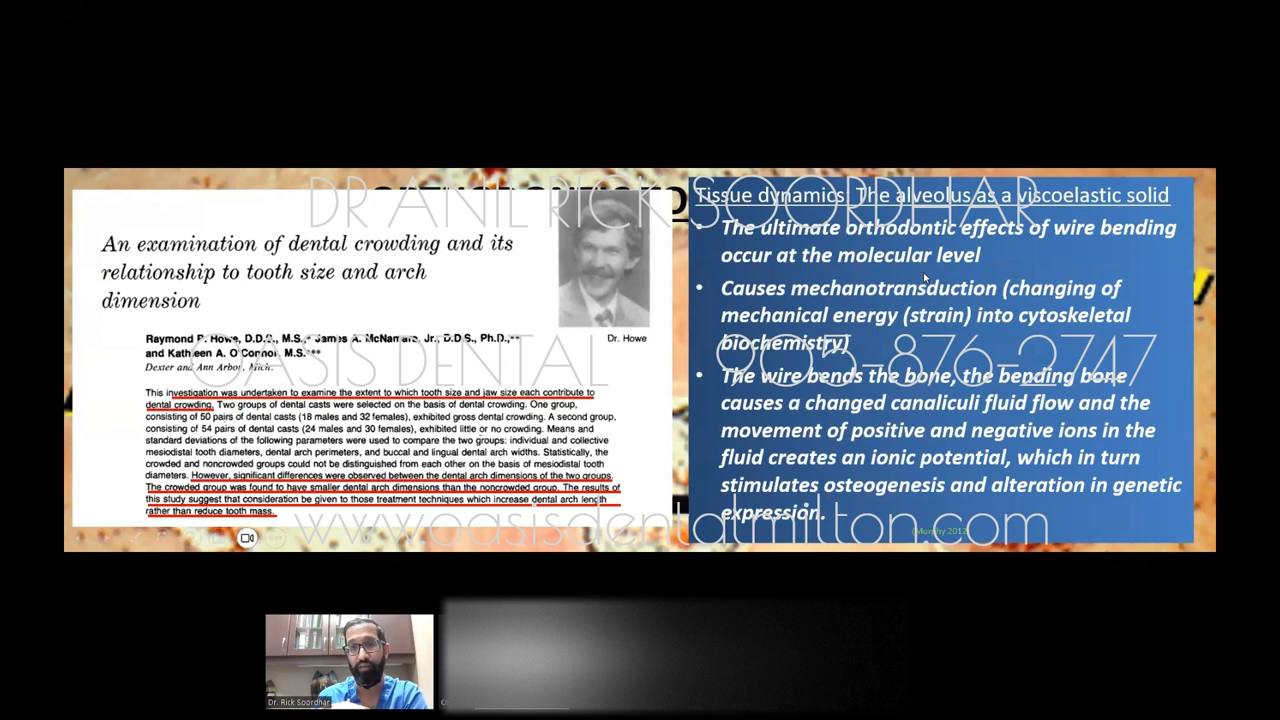 DR ANIL RICK SOORDHAR
An examination of dental crowding and its
relationship to tooth size and arch
dimension
Raymond P. Howe, D.D.S., M.S.,* James A. McNamara, Jr., D.D.S., Ph.D.,**
and Kathleen A. O'Connor, M.S.***
Dexter and Ann Arbor, Mich.
Dr. Howe
This investigation was undertaken to examine the extent to which tooth size and jaw size each contribute to
dental crowding. Two groups of dental casts were selected on the basis of dental crowding. One group,
consisting of 50 pairs of dental casts (18 males and 32 females), exhibited gross dental crowding. A second group,
consisting of 54 pairs of dental casts (24 males and 30 females), exhibited little or no crowding. Means and
standard deviations of the following parameters were used to compare the two groups: individual and collective
mesiodistal tooth diameters, dental arch perimeters, and buccal and lingual dental arch widths. Statistically, the
crowded and noncrowded groups could not be distinguished from each other on the basis of mesiodistal tooth
diameters. However, significant differences were observed between the dental arch dimensions of the two groups.
The crowded group was found to have smaller dental arch dimensions than the noncrowded group. The results of
this study suggest that consideration be given to those treatment techniques which increase dental arch length
rather than reduce tooth mass.
Tissue dynamics The alveolus as a viscoelastic solid
• The ultimate orthodontic effects of wire bending
occur at the molecular level
• Causes mechanotransduction (changing of
mechanical energy (strain) into cytoskeletal
biochemistry)
• The wire bends the bone, the bending bone
causes a changed canaliculi fluid flow and the
movement of positive and negative ions in the
fluid creates an ionic potential, which in turn
stimulates osteogenesis and alteration in genetic
expression.
(Murphy 2012)
OASIS DENTAL
905-876-2747
www.oasisdentalmilton.com
Dr. Rick Soordhar